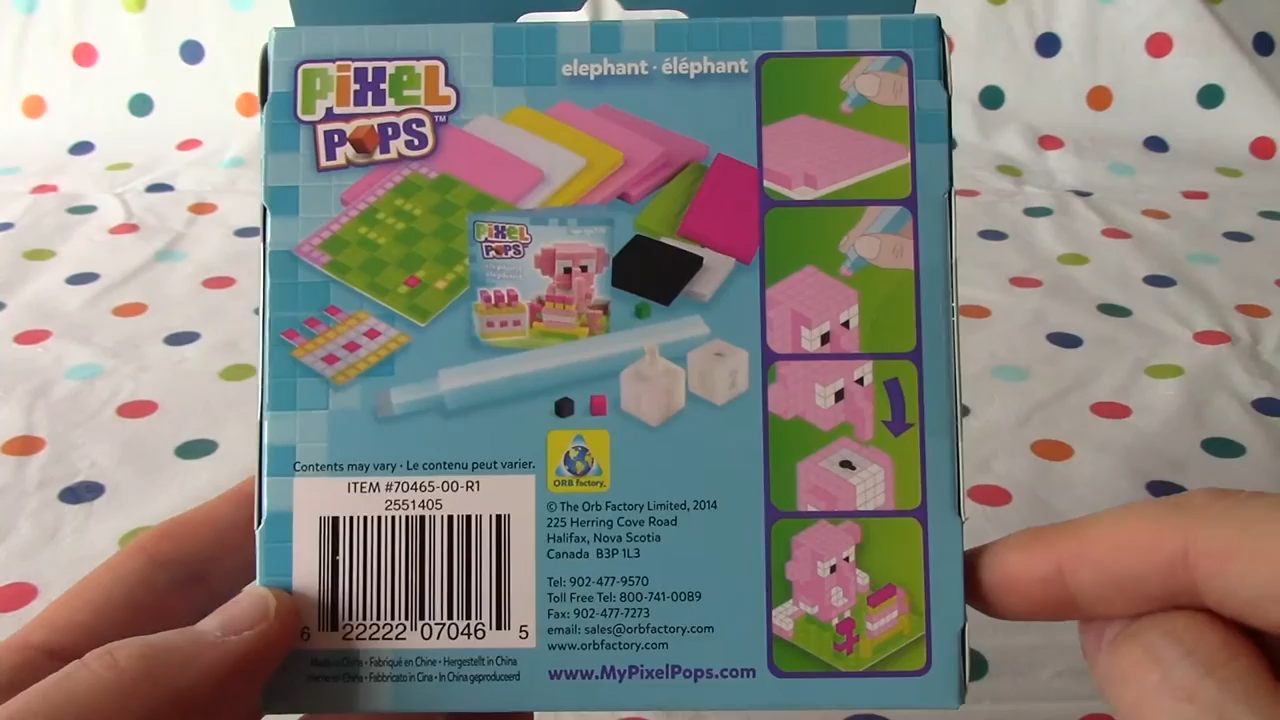 PixEL
POPS™
elephant · éléphant
PixEL
POPS
Contents may vary · Le contenu peut varier.
ITEM #70465-00-R1
2551405
6 22222 07046 5
Made in China · Fabriqué en Chine · Hergestellt in China
· Fabbricato in Cina · In China geproduceerd
ORB factory
© The Orb Factory Limited, 2014
225 Herring Cove Road
Halifax, Nova Scotia
Canada B3P 1L3
Tel: 902-477-9570
Toll Free Tel: 800-741-0089
Fax: 902-477-7273
email: sales@orbfactory.com
www.orbfactory.com
www.MyPixelPops.com